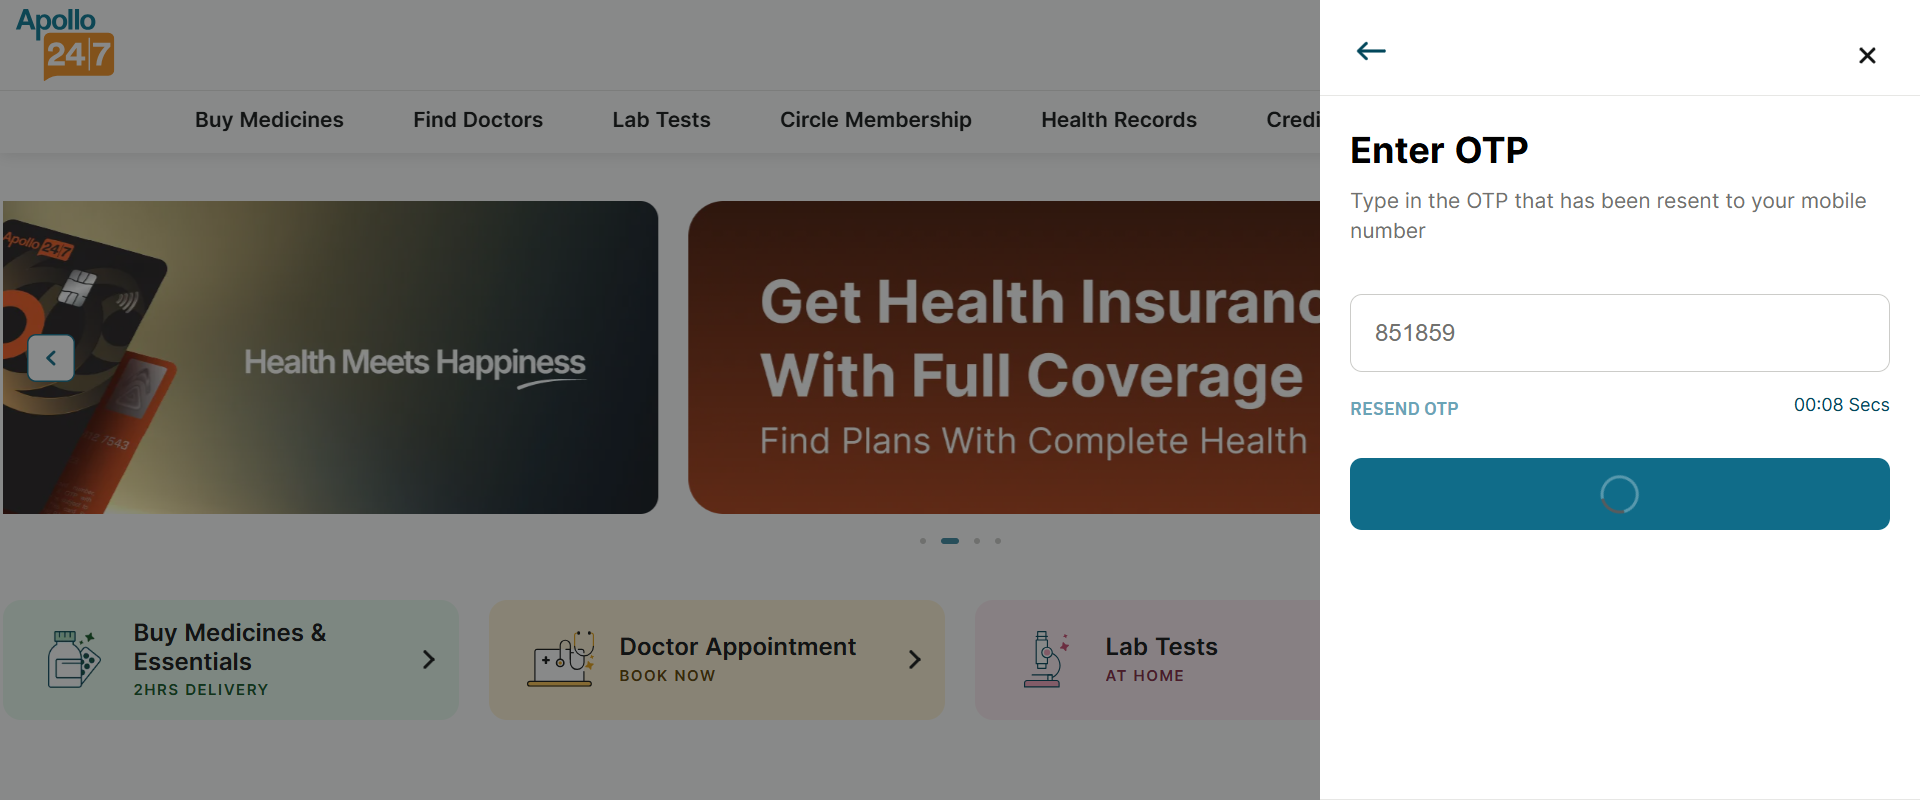 Apollo
24|7
Buy Medicines
Find Doctors
Lab Tests
Circle Membership
Health Records
Credi
Apollo 24|7
Health Meets Happiness
Get Health Insuranc
With Full Coverage
Find Plans With Complete Health
Buy Medicines &
Essentials
2HRS DELIVERY
Doctor Appointment
BOOK NOW
Lab Tests
AT HOME
Enter OTP
Type in the OTP that has been resent to your mobile
number
851859
RESEND OTP
00:08 Secs